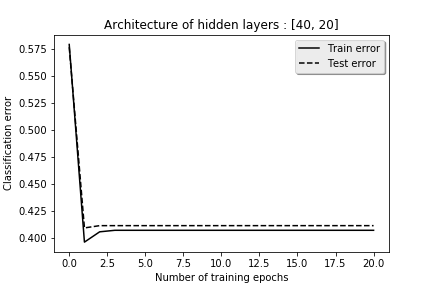 Architecture of hidden layers : [40, 20]
Train error
Test error
Classification error
0.575
0.550
0.525
0.500
0.475
0.450
0.425
0.400
0.0 2.5 5.0 7.5 10.0 12.5 15.0 17.5 20.0
Number of training epochs